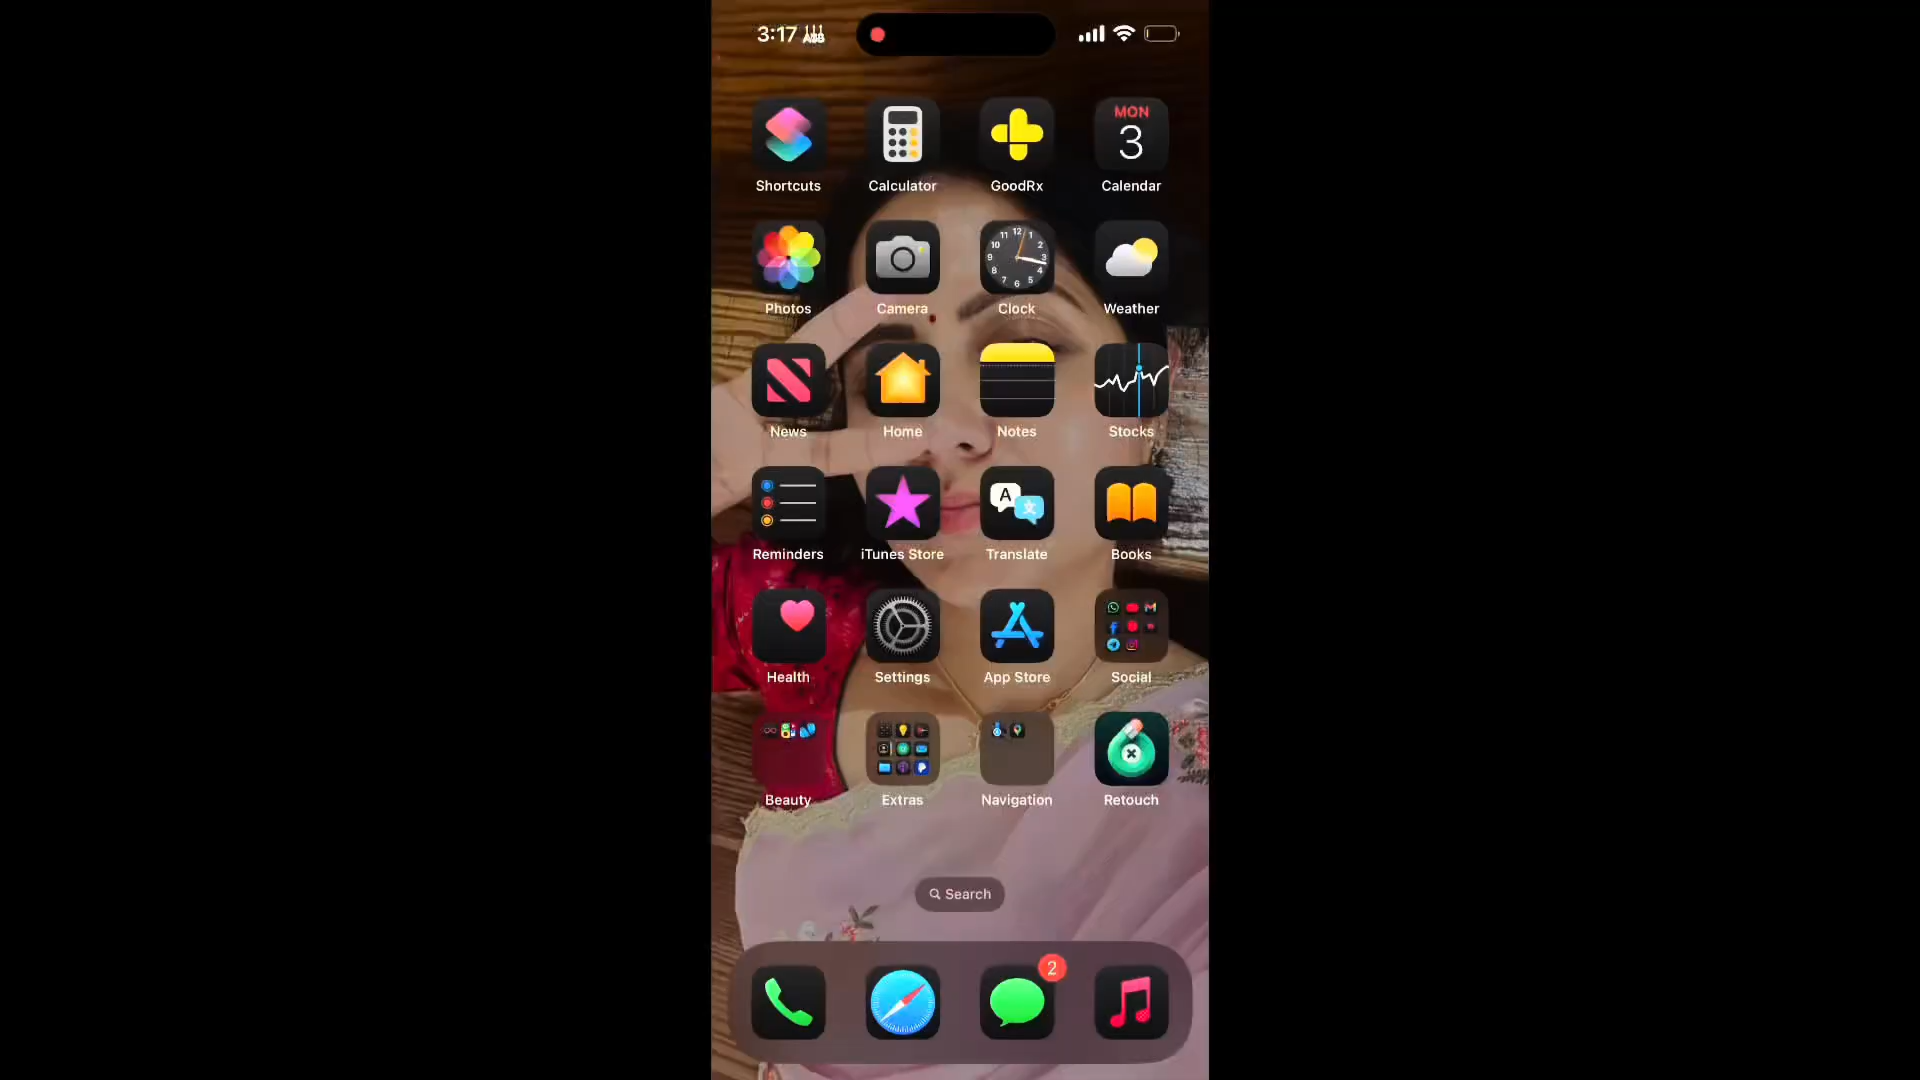 3:17
MON
3
Shortcuts Calculator GoodRx Calendar
Photos Camera Clock Weather
News Home Notes Stocks
A 文
Reminders iTunes Store Translate Books
Health Settings App Store Social
Beauty Extras Navigation Retouch
Search
2